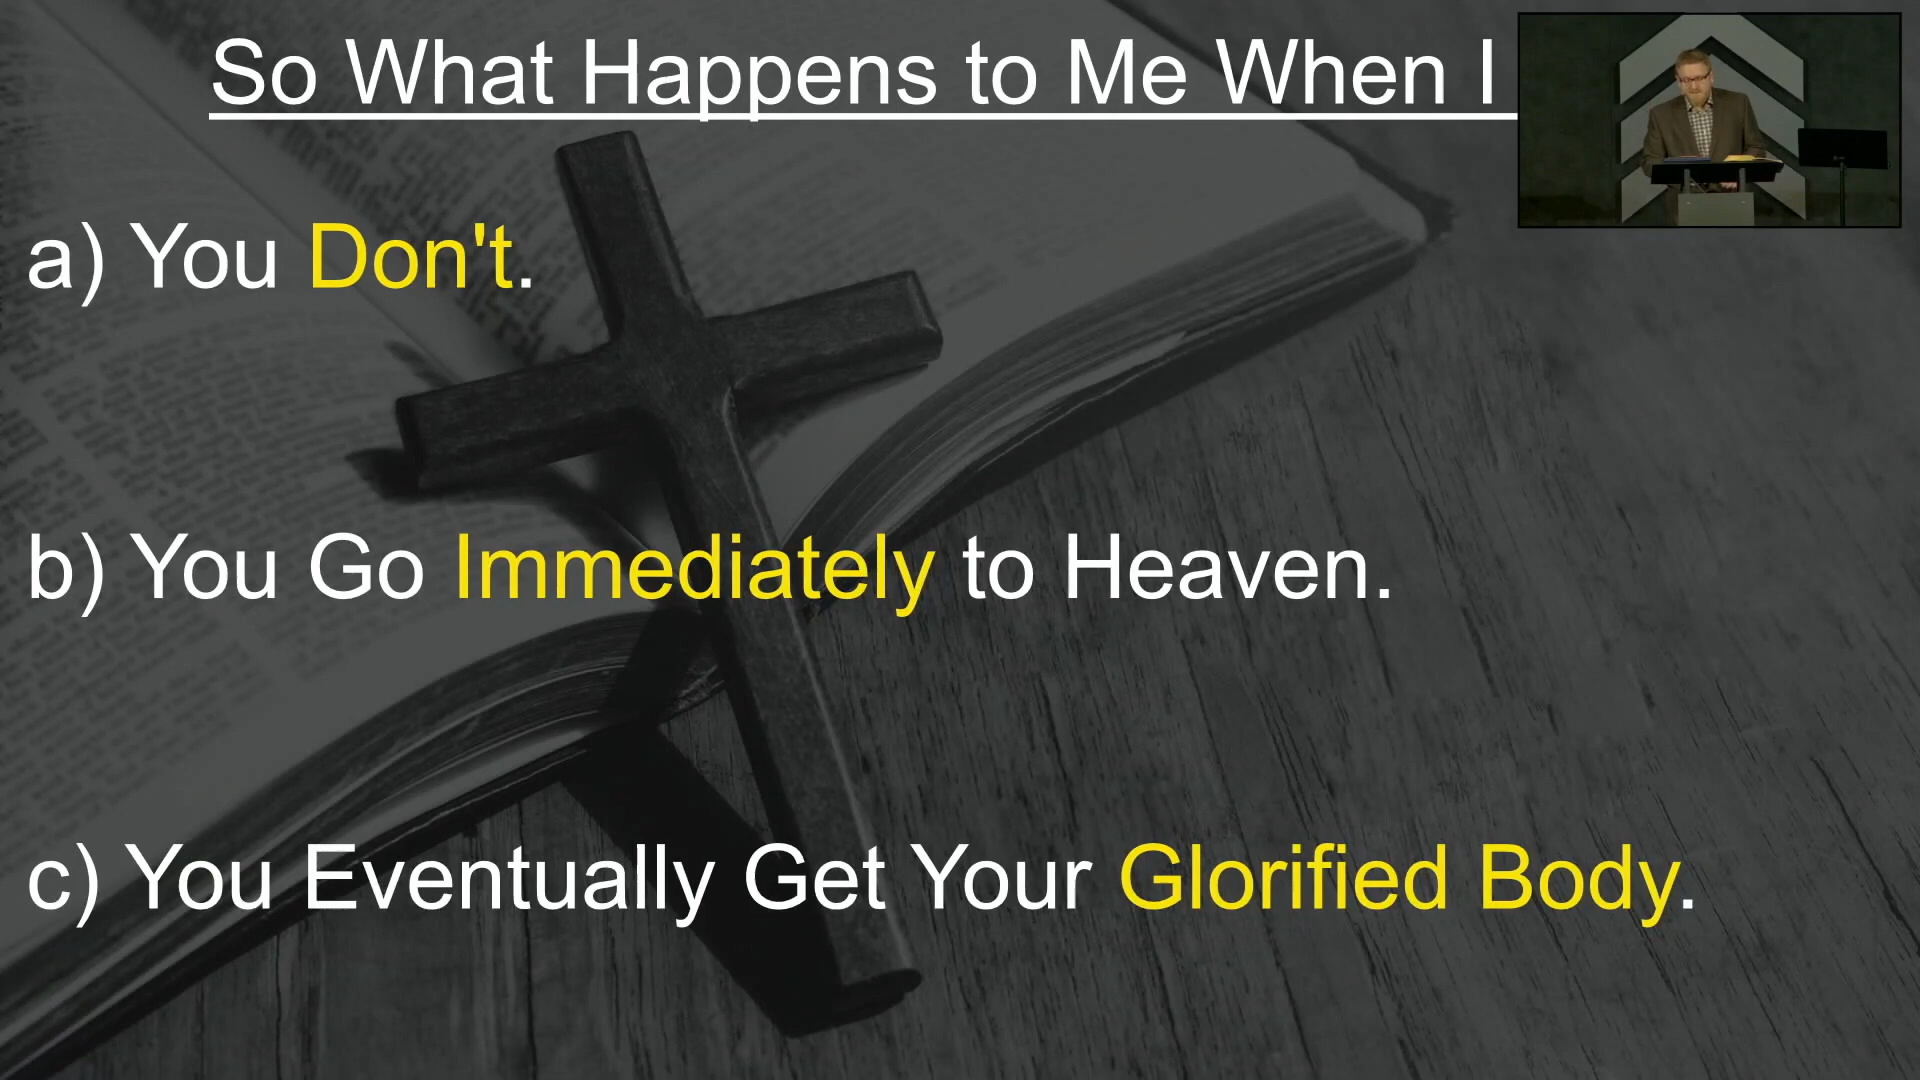 So What Happens to Me When I
a) You Don't.
b) You Go Immediately to Heaven.
c) You Eventually Get Your Glorified Body.